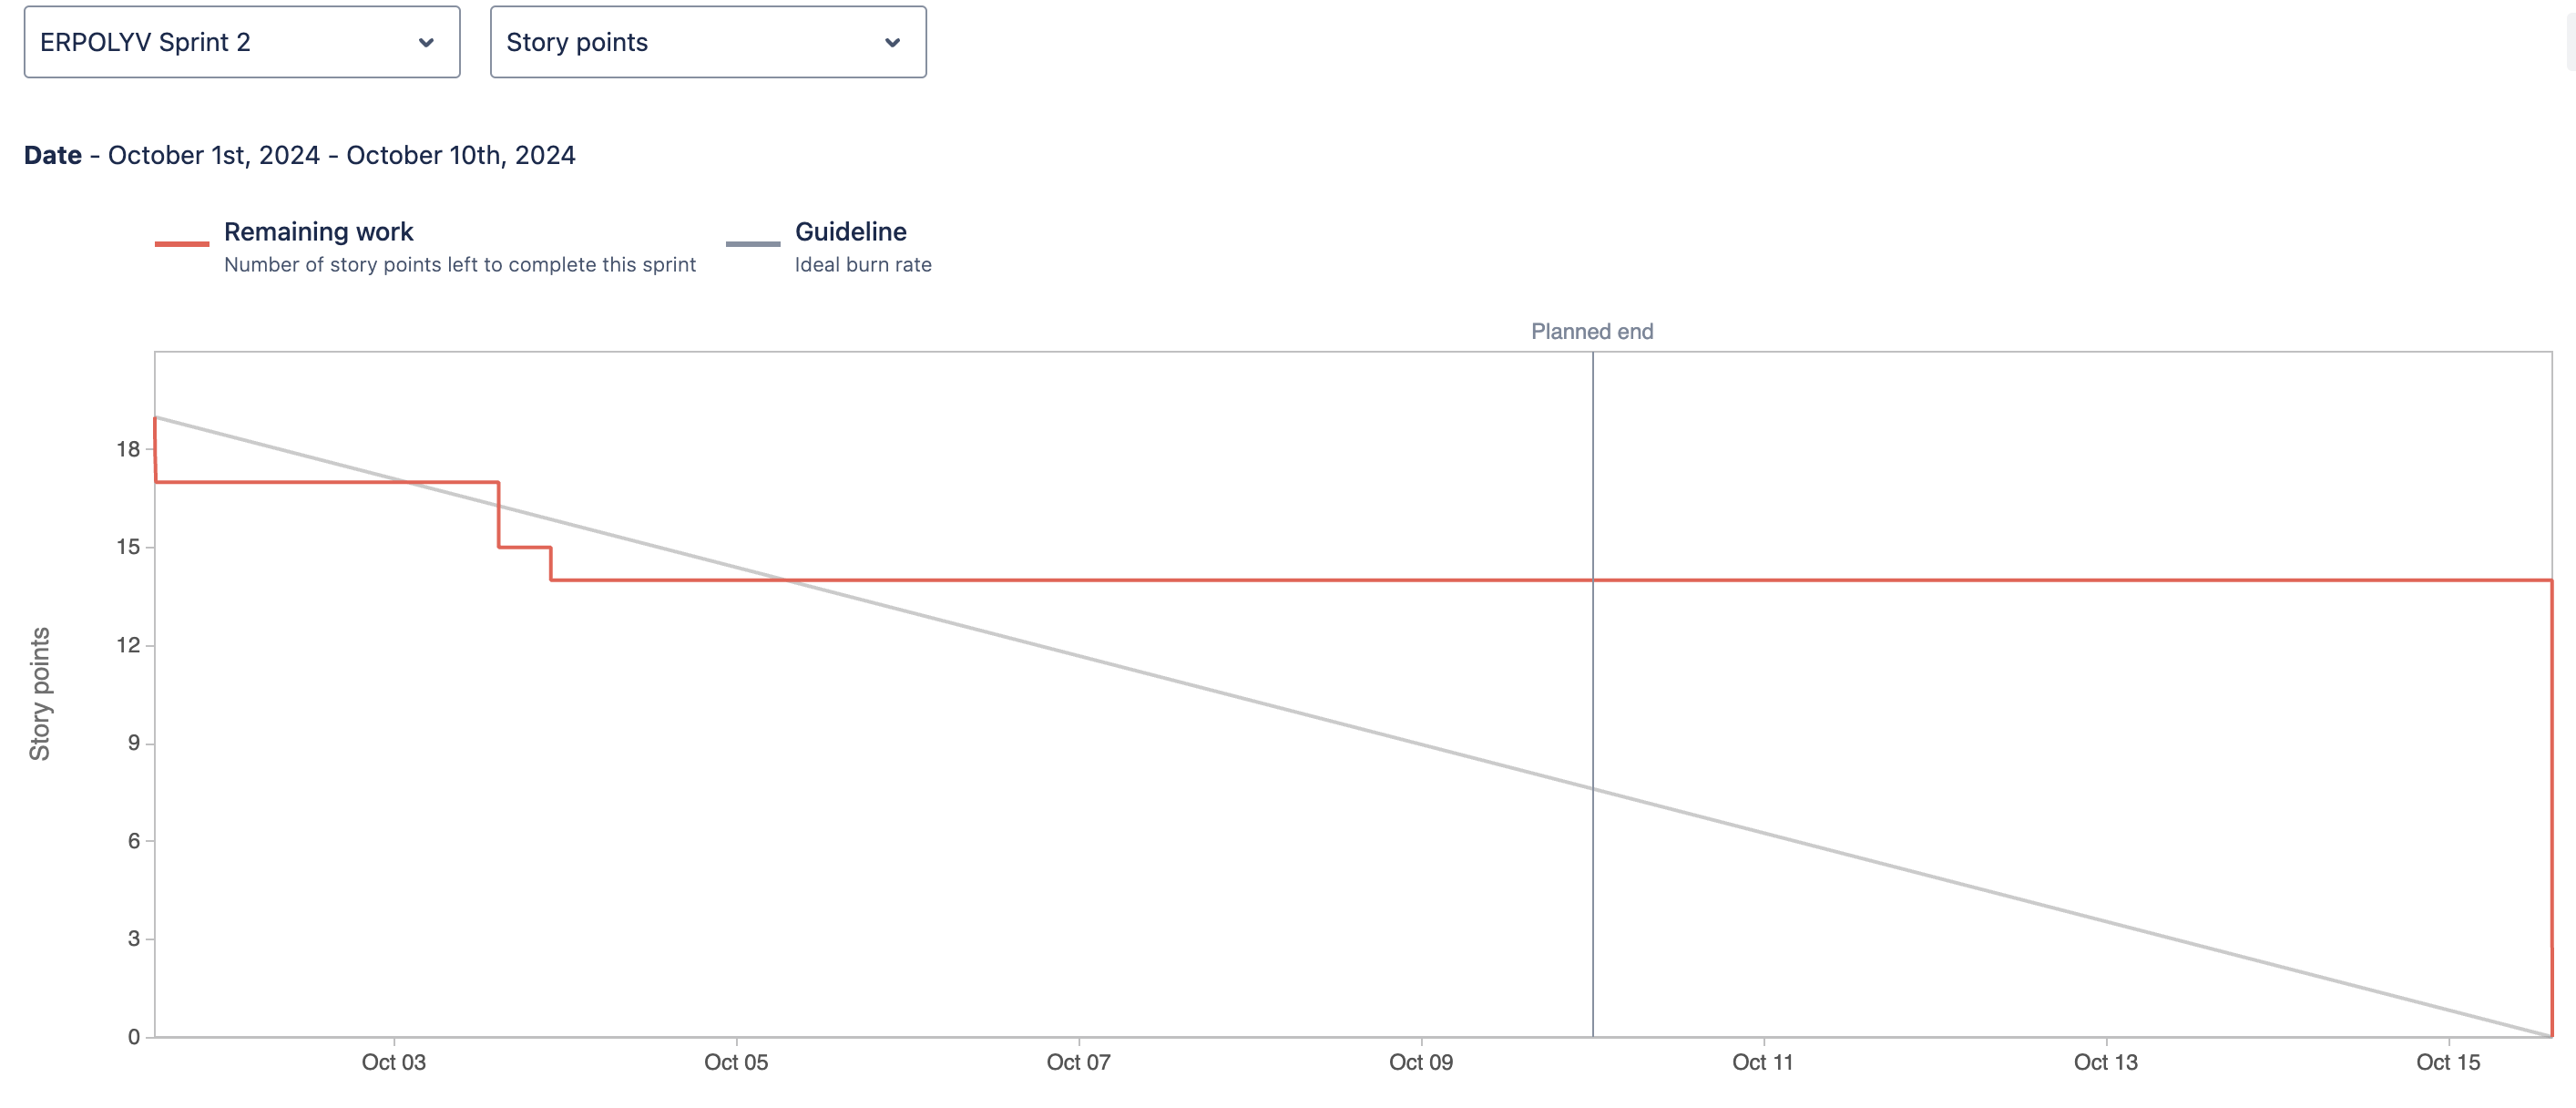 ERPOLYV Sprint 2
Story points
Date - October 1st, 2024 - October 10th, 2024
Remaining work
Number of story points left to complete this sprint
Guideline
Ideal burn rate
Planned end
Story points
18
15
12
9
6
3
0
Oct 03
Oct 05
Oct 07
Oct 09
Oct 11
Oct 13
Oct 15